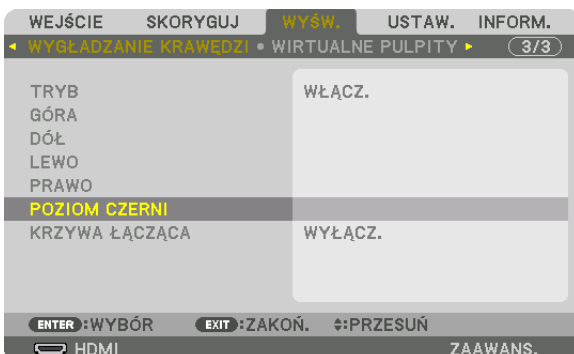 WEJŚCIE SKORYGUJ WYŚW. USTAW. INFORM.
WYGŁADZANIE KRAWĘDZI • WIRTUALNE PULPITY 3/3
TRYB WŁĄCZ.
GÓRA
DÓŁ
LEWO
PRAWO
POZIOM CZERNI
KRZYWA ŁĄCZĄCA WYŁĄCZ.
ENTER :WYBÓR EXIT :ZAKOŃ. :PRZESUŃ
HDMI ZAAWANS.